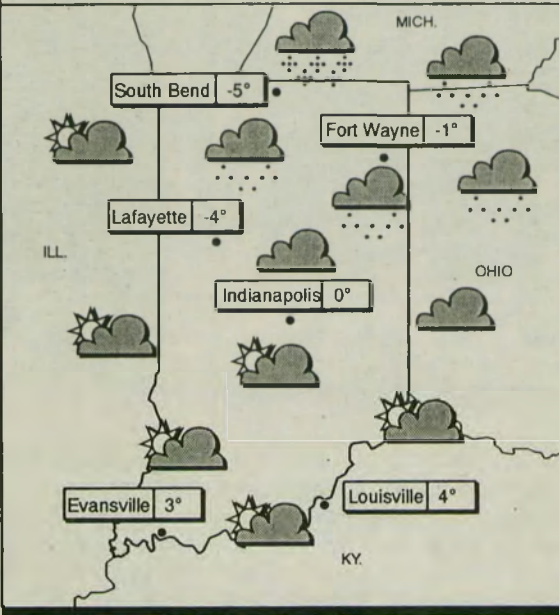 MICH.
South Bend -5°
Fort Wayne -1°
Lafayette -4°
ILL.
OHIO
Indianapolis 0°
Evansville 3°
Louisville 4°
KY.